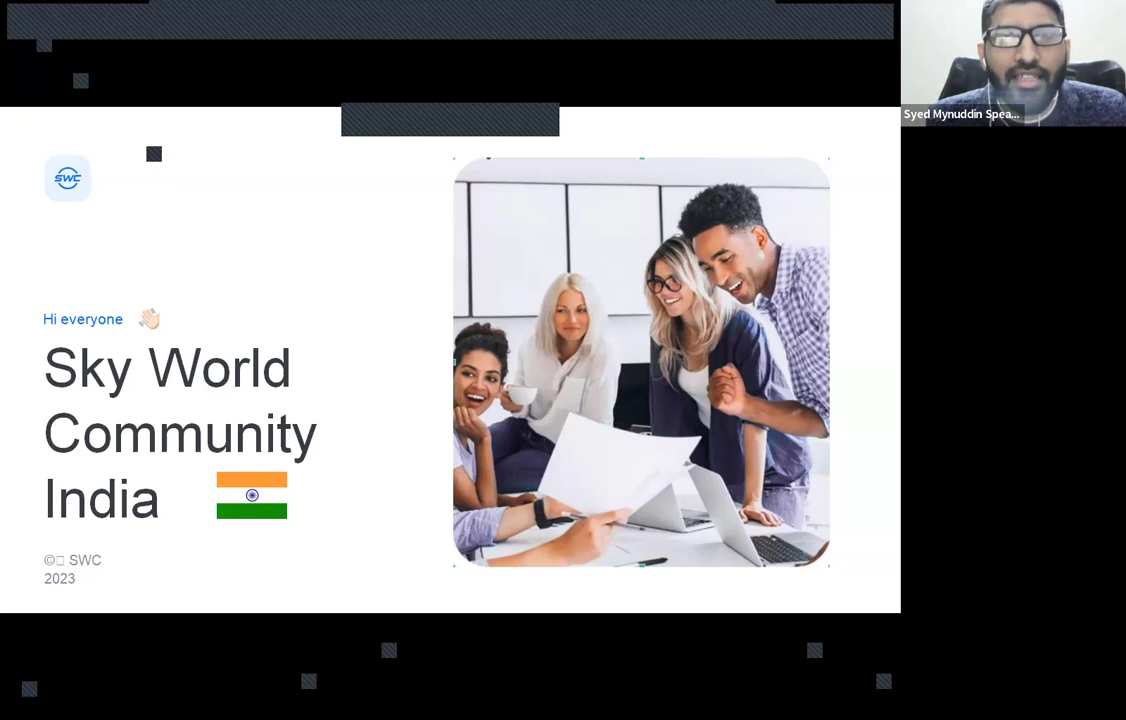 Syed Mynuddin Spea...
SWC
Hi everyone
Sky World
Community
India
© SWC
2023